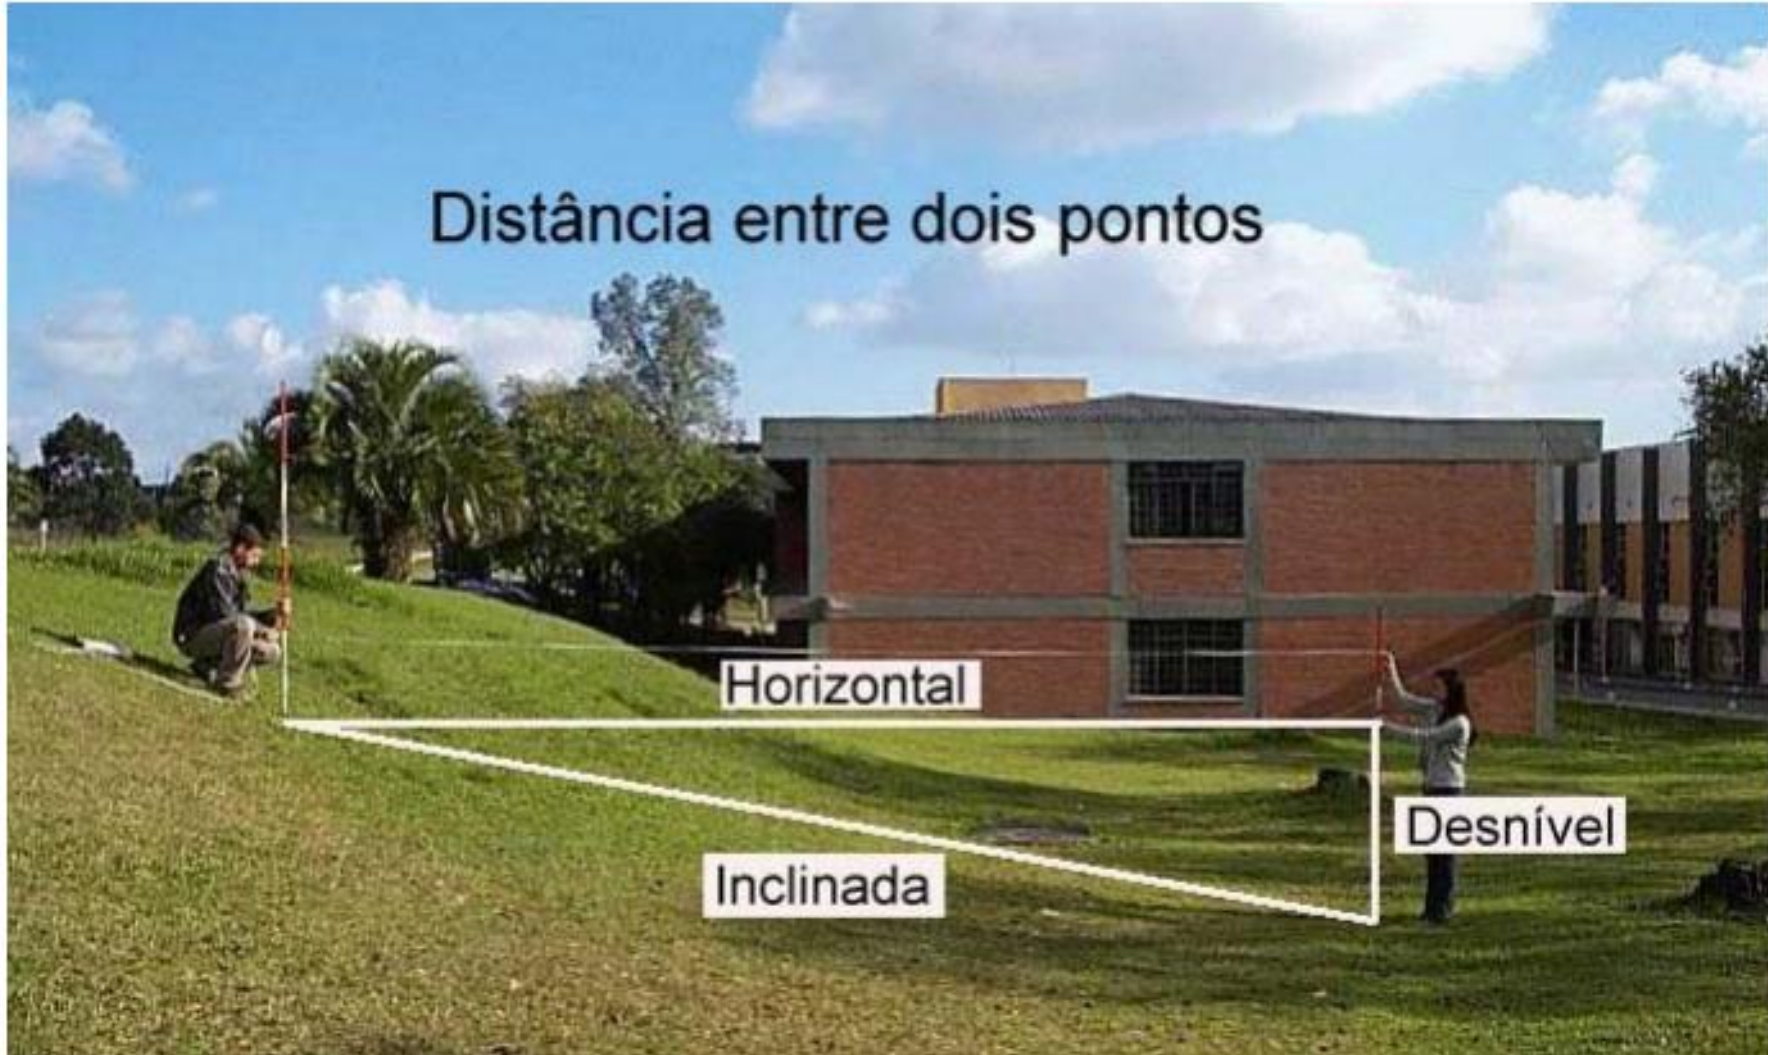 Distância entre dois pontos
Horizontal
Desnível
Inclinada